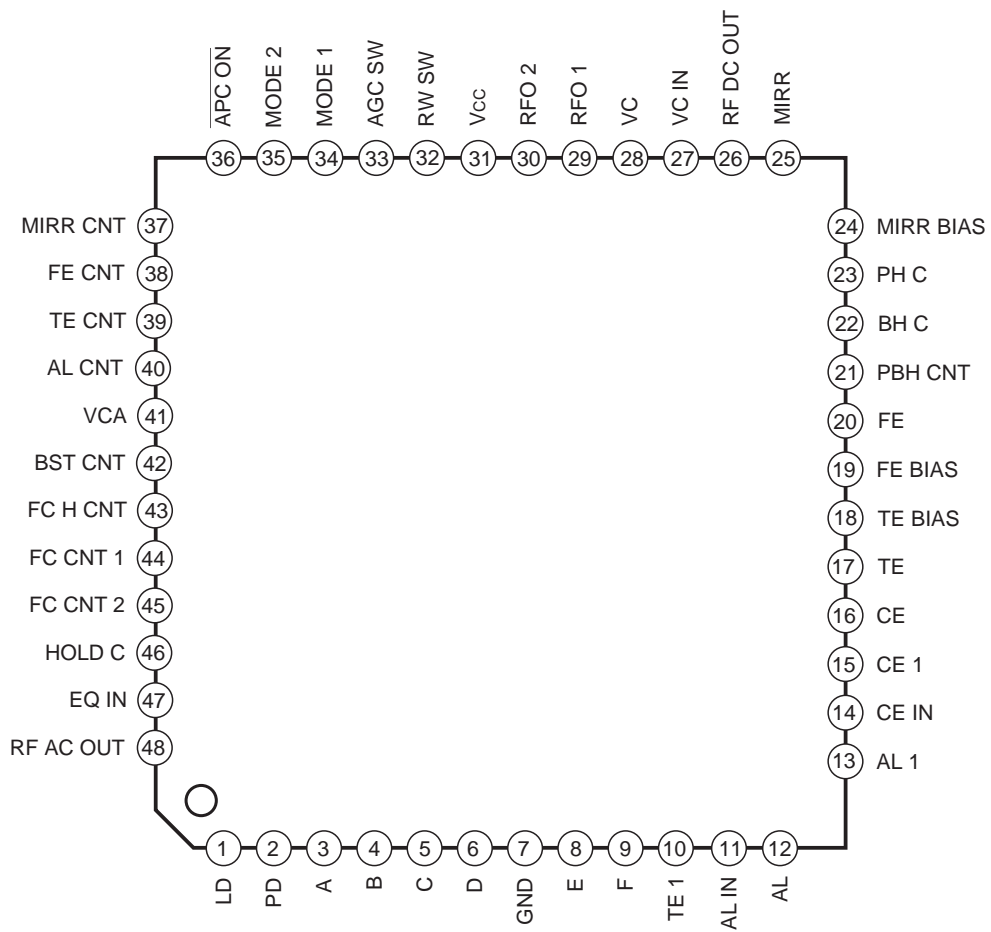 APC ON
MODE 2
MODE 1
AGC SW
RW SW
Vcc
RFO 2
RFO 1
VC
VC IN
RF DC OUT
MIRR
36 35 34 33 32 31 30 29 28 27 26 25
MIRR CNT 37
24 MIRR BIAS
FE CNT 38
23 PH C
TE CNT 39
22 BH C
AL CNT 40
21 PBH CNT
VCA 41
20 FE
BST CNT 42
19 FE BIAS
FC H CNT 43
18 TE BIAS
FC CNT 1 44
17 TE
FC CNT 2 45
16 CE
HOLD C 46
15 CE 1
EQ IN 47
14 CE IN
RF AC OUT 48
13 AL 1
1 2 3 4 5 6 7 8 9 10 11 12
LD
PD
A
B
C
D
GND
E
F
TE 1
AL IN
AL